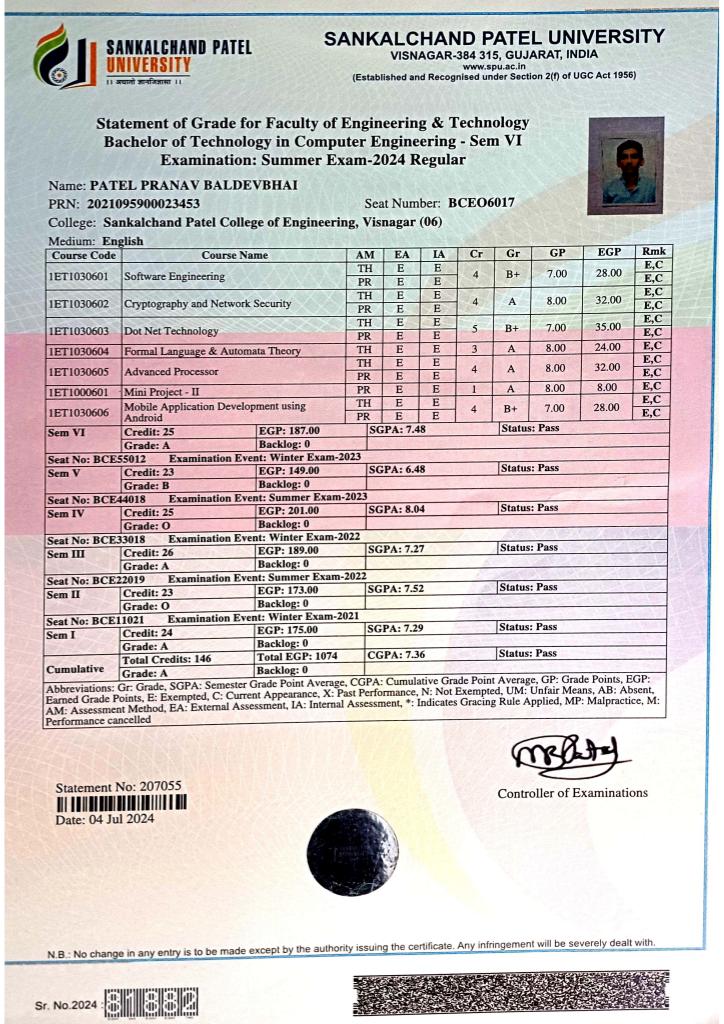 SANKALCHAND PATEL UNIVERSITY
VISNAGAR-384 315, GUJARAT, INDIA
www.spu.ac.in
(Established and Recognised under Section 2(f) of UGC Act 1956)
SANKALCHAND PATEL
UNIVERSITY
।। अथातो ज्ञानजिज्ञासा ।।
Statement of Grade for Faculty of Engineering & Technology
Bachelor of Technology in Computer Engineering - Sem VI
Examination: Summer Exam-2024 Regular
Name: PATEL PRANAV BALDEVBHAI
PRN: 2021095900023453 Seat Number: BCEO6017
College: Sankalchand Patel College of Engineering, Visnagar (06)
Medium: English
Course Code Course Name AM EA IA Cr Gr GP EGP Rmk
1ET1030601 Software Engineering TH E E 4 B+ 7.00 28.00 E,C
PR E E E,C
1ET1030602 Cryptography and Network Security TH E E 4 A 8.00 32.00 E,C
PR E E E,C
1ET1030603 Dot Net Technology TH E E 5 B+ 7.00 35.00 E,C
PR E E E,C
1ET1030604 Formal Language & Automata Theory TH E E 3 A 8.00 24.00 E,C
1ET1030605 Advanced Processor TH E E 4 A 8.00 32.00 E,C
PR E E E,C
1ET1000601 Mini Project - II PR E E 1 A 8.00 8.00 E,C
1ET1030606 Mobile Application Development using Android TH E E 4 B+ 7.00 28.00 E,C
PR E E E,C
Sem VI Credit: 25 EGP: 187.00 SGPA: 7.48 Status: Pass
Grade: A Backlog: 0
Seat No: BCE55012 Examination Event: Winter Exam-2023
Sem V Credit: 23 EGP: 149.00 SGPA: 6.48 Status: Pass
Grade: B Backlog: 0
Seat No: BCE44018 Examination Event: Summer Exam-2023
Sem IV Credit: 25 EGP: 201.00 SGPA: 8.04 Status: Pass
Grade: O Backlog: 0
Seat No: BCE33018 Examination Event: Winter Exam-2022
Sem III Credit: 26 EGP: 189.00 SGPA: 7.27 Status: Pass
Grade: A Backlog: 0
Seat No: BCE22019 Examination Event: Summer Exam-2022
Sem II Credit: 23 EGP: 173.00 SGPA: 7.52 Status: Pass
Grade: O Backlog: 0
Seat No: BCE11021 Examination Event: Winter Exam-2021
Sem I Credit: 24 EGP: 175.00 SGPA: 7.29 Status: Pass
Grade: A Backlog: 0
Cumulative Total Credits: 146 Total EGP: 1074 CGPA: 7.36 Status: Pass
Grade: A Backlog: 0
Abbreviations: Gr: Grade, SGPA: Semester Grade Point Average, CGPA: Cumulative Grade Point Average, GP: Grade Points, EGP:
Earned Grade Points, E: Exempted, C: Current Appearance, X: Past Performance, N: Not Exempted, UM: Unfair Means, AB: Absent,
AM: Assessment Method, EA: External Assessment, IA: Internal Assessment, *: Indicates Gracing Rule Applied, MP: Malpractice, M:
Performance cancelled
Statement No: 207055
Date: 04 Jul 2024
Controller of Examinations
N.B.: No change in any entry is to be made except by the authority issuing the certificate. Any infringement will be severely dealt with.
Sr. No.2024 : 81882